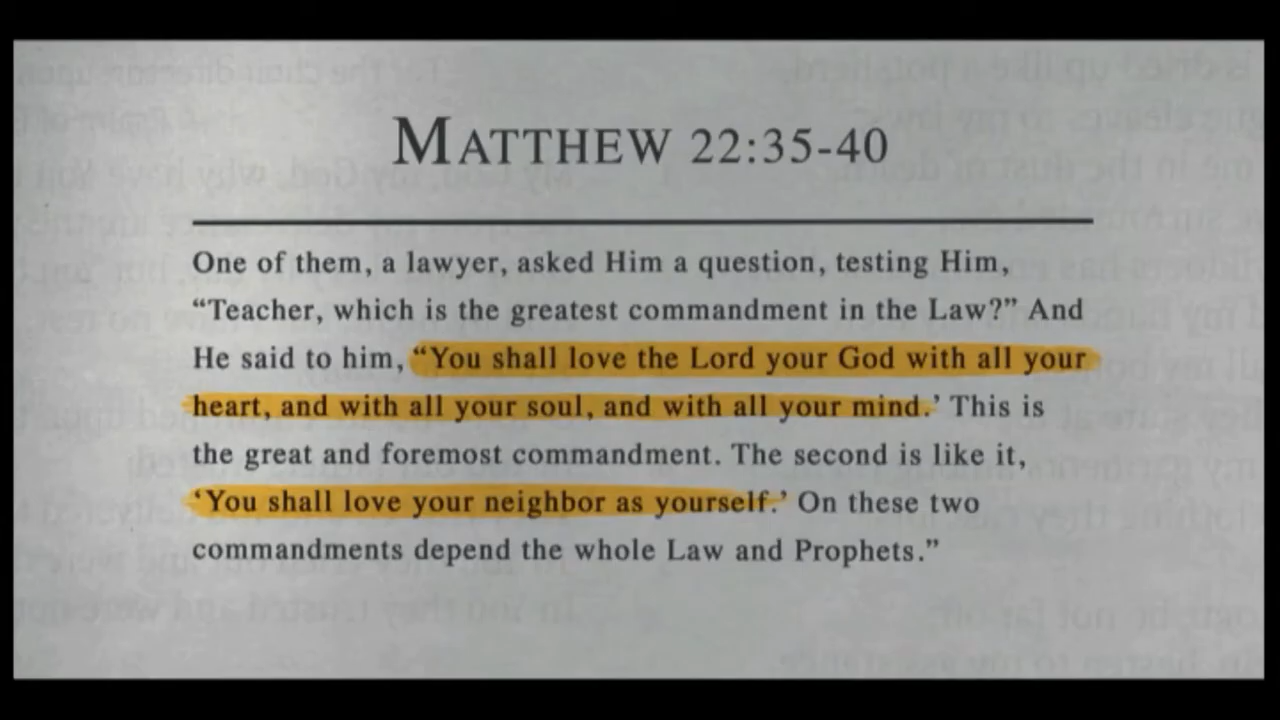 MATTHEW 22:35-40
One of them, a lawyer, asked Him a question, testing Him,
“Teacher, which is the greatest commandment in the Law?” And
He said to him, “You shall love the Lord your God with all your
heart, and with all your soul, and with all your mind.’ This is
the great and foremost commandment. The second is like it,
‘You shall love your neighbor as yourself.’ On these two
commandments depend the whole Law and Prophets.”